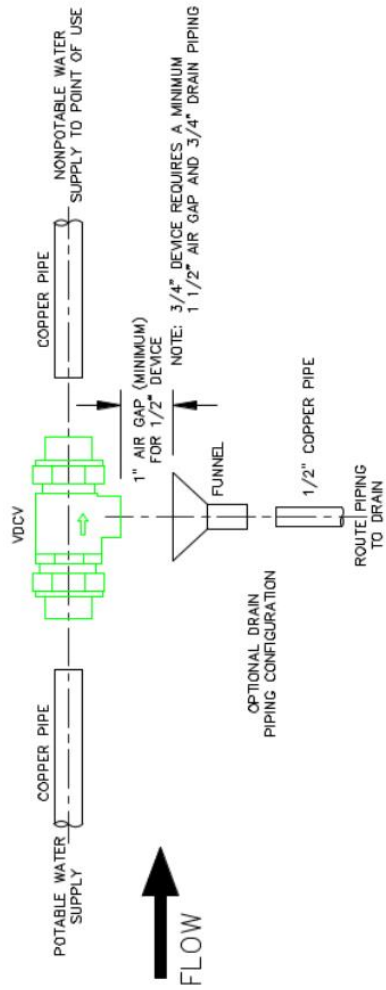 POTABLE WATER
SUPPLY
COPPER PIPE
VDCV
COPPER PIPE
NONPOTABLE WATER
SUPPLY TO POINT OF USE
1" AIR GAP (MINIMUM)
FOR 1/2" DEVICE
NOTE: 3/4" DEVICE REQUIRES A MINIMUM
1 1/2" AIR GAP AND 3/4" DRAIN PIPING
FUNNEL
OPTIONAL DRAIN
PIPING CONFIGURATION
1/2" COPPER PIPE
ROUTE PIPING
TO DRAIN
FLOW